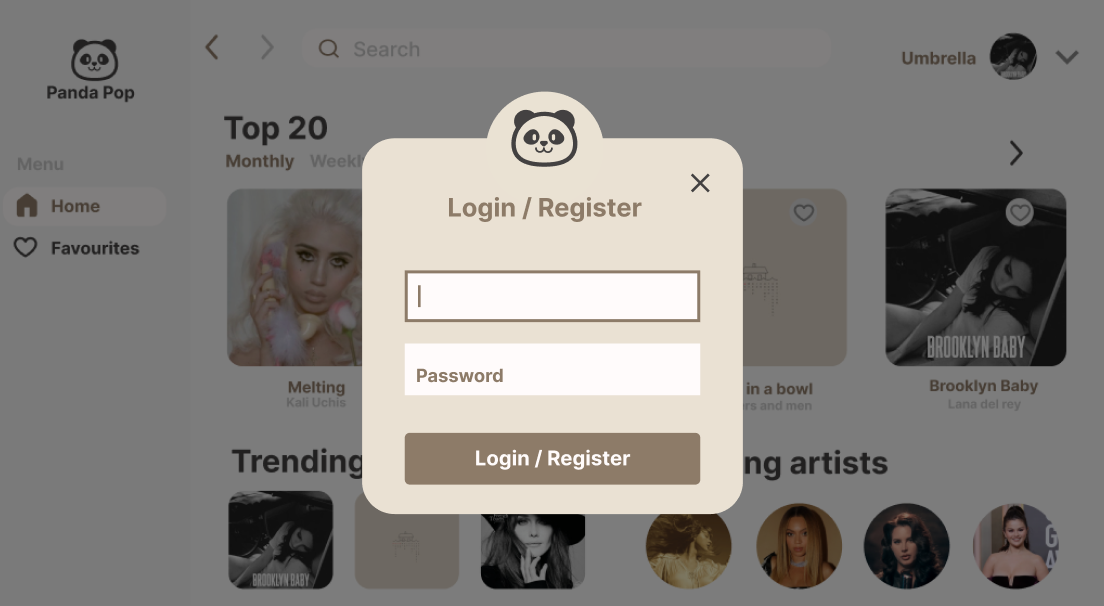 Panda Pop
Menu
Home
Favourites
Search
Umbrella
Top 20
Monthly Weekl
Login / Register
Password
Login / Register
Melting
Kali Uchis
in a bowl
rs and men
BROOKLYN BABY
Brooklyn Baby
Lana del rey
Trending
ng artists
BROOKLYN BABY